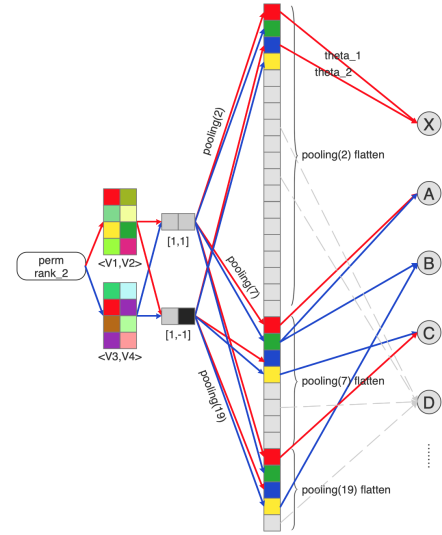 theta_1
theta_2
X
pooling(2)
pooling(2) flatten
A
[1,1]
<V1,V2>
perm
rank_2
B
pooling(7)
[1,-1]
C
<V3,V4>
pooling(7) flatten
D
pooling(19)
......
pooling(19) flatten